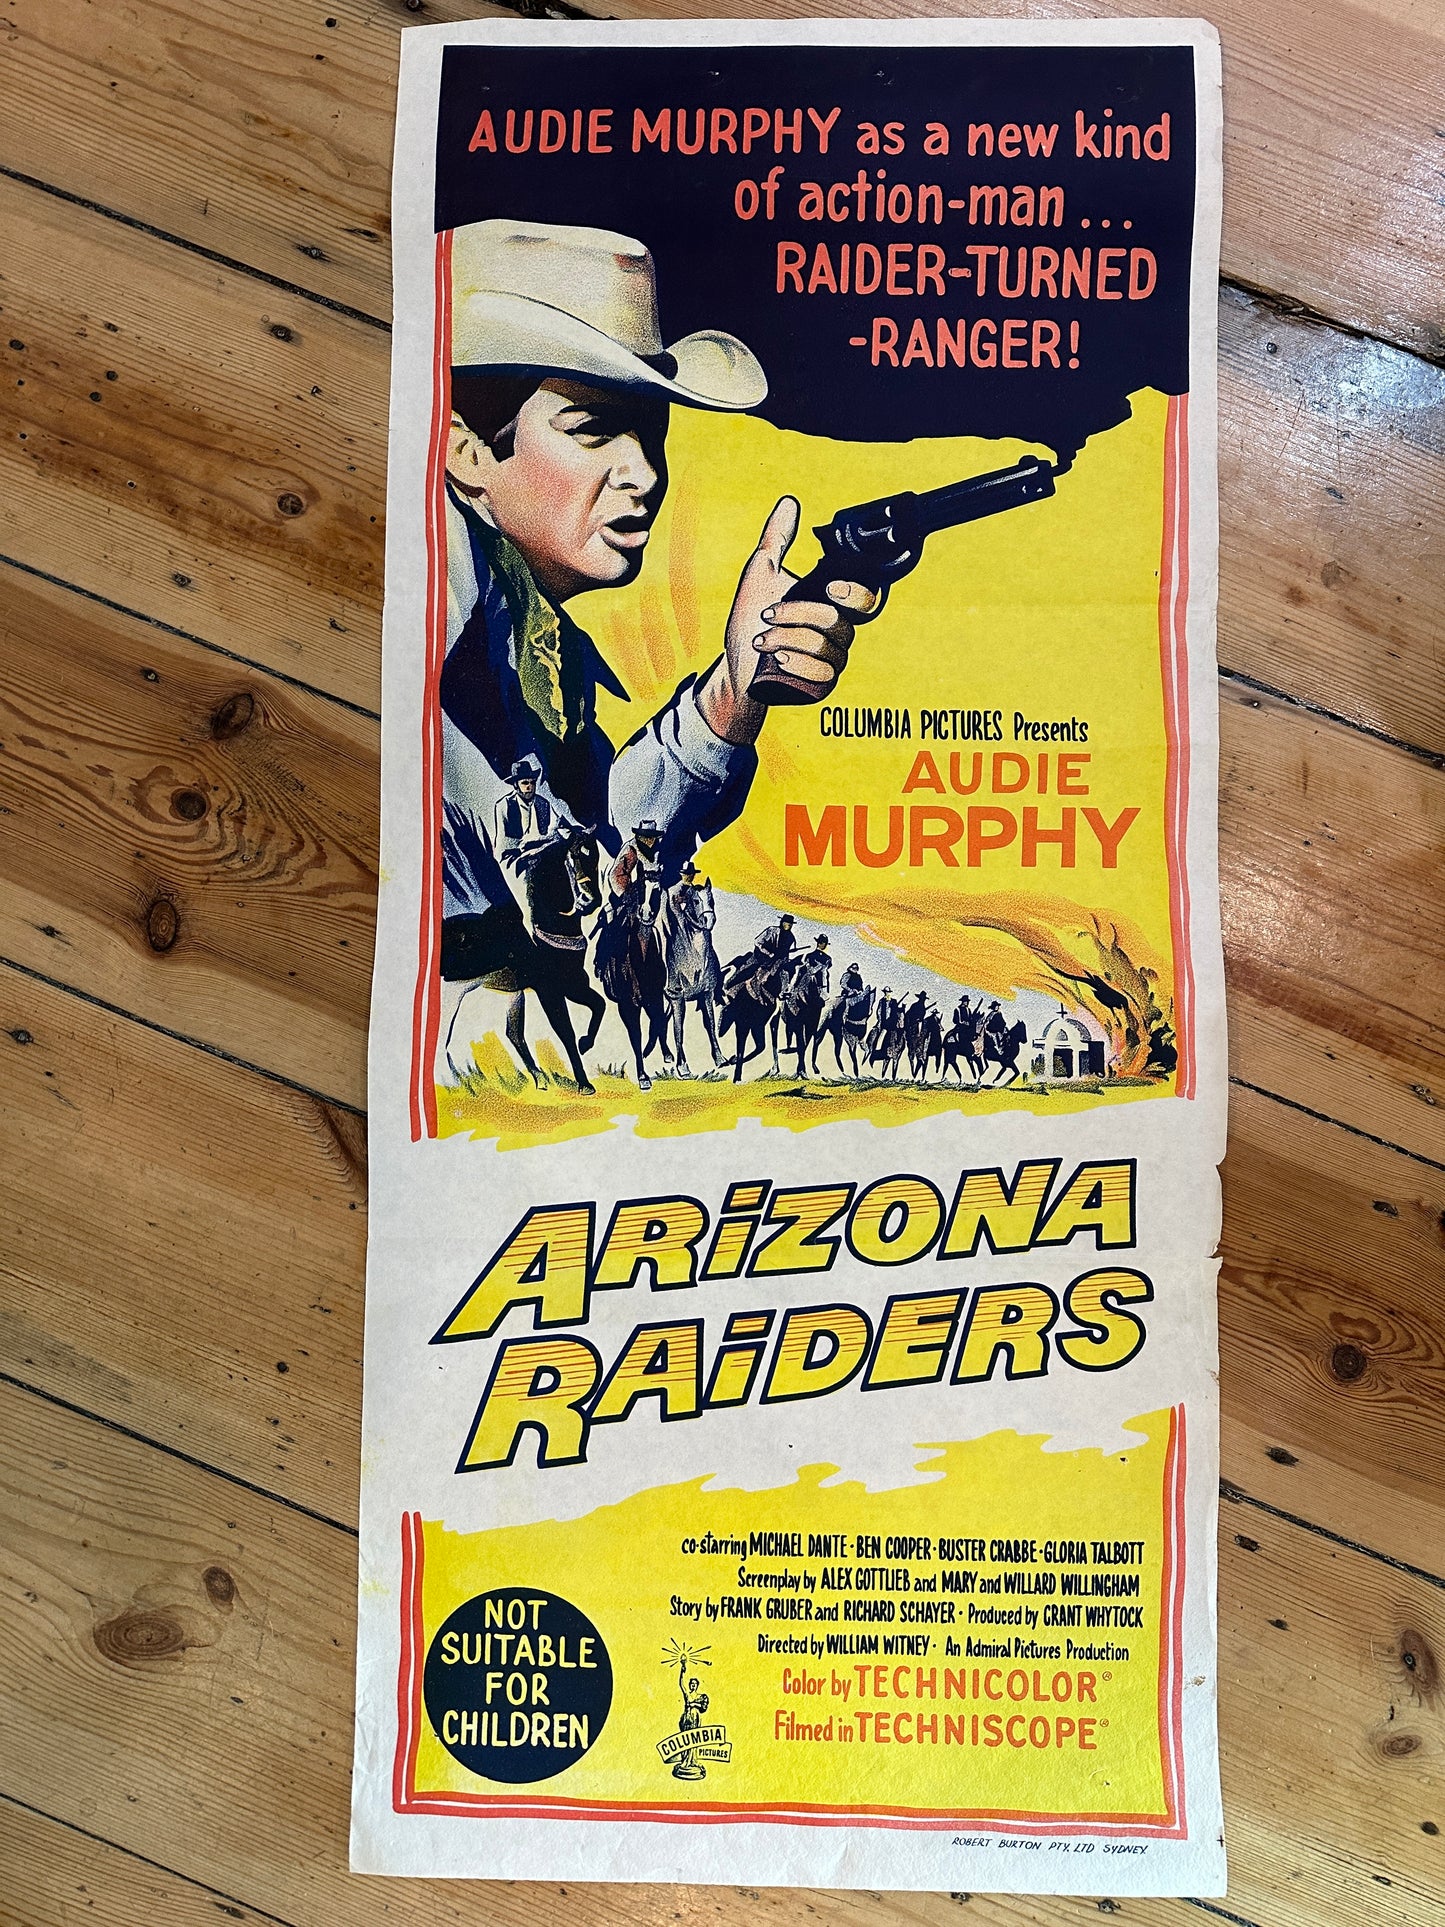 AUDIE MURPHY as a new kind
of action-man ...
RAIDER-TURNED
-RANGER!
COLUMBIA PICTURES Presents
AUDIE
MURPHY
ARiZONA
RAiDERS
co-starring MICHAEL DANTE · BEN COOPER · BUSTER CRABBE · GLORIA TALBOTT
Screenplay by ALEX GOTTLIEB and MARY and WILLARD WILLINGHAM
Story by FRANK GRUBER and RICHARD SCHAYER · Produced by GRANT WHYTOCK
Directed by WILLIAM WITNEY · An Admiral Pictures Production
Color by TECHNICOLOR®
Filmed in TECHNISCOPE®
NOT
SUITABLE
FOR
CHILDREN
COLUMBIA
PICTURES
ROBERT BURTON PTY. LTD SYDNEY.